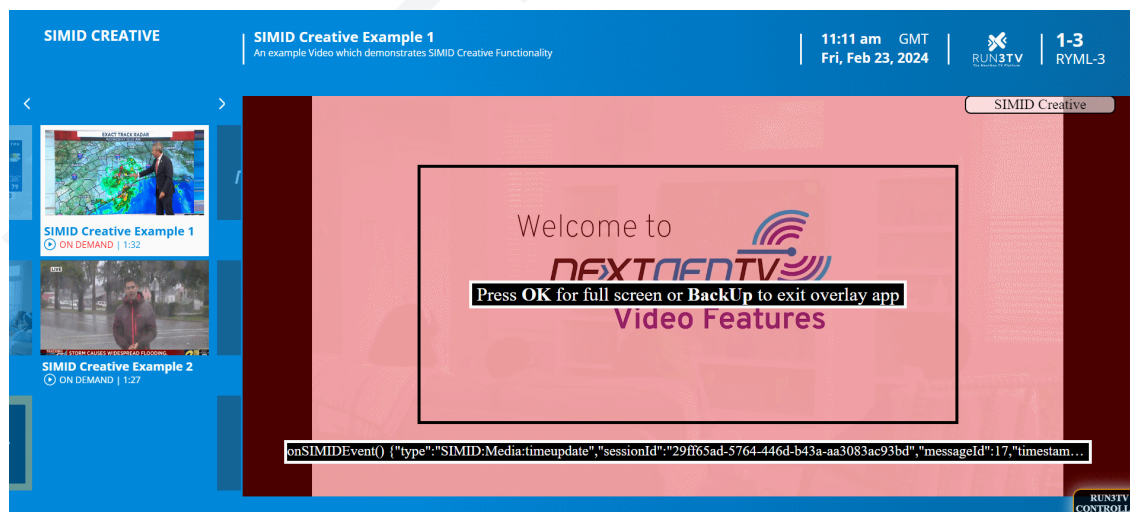 SIMID CREATIVE
SIMID Creative Example 1
An example Video which demonstrates SIMID Creative Functionality
11:11 am GMT
Fri, Feb 23, 2024
RUN3TV
1-3
RYML-3
EXACT TRACK RADAR
SIMID Creative Example 1
ON DEMAND | 1:32
LIVE
STORM CAUSES WIDESPREAD FLOODING.
SIMID Creative Example 2
ON DEMAND | 1:27
SIMID Creative
Welcome to
NEXTGENTV
Press OK for full screen or BackUp to exit overlay app
Video Features
onSIMIDEvent() {"type":"SIMID:Media:timeupdate","sessionId":"29ff65ad-5764-446d-b43a-aa3083ac93bd","messageId":17,"timestam…
RUN3TV
CONTROLL